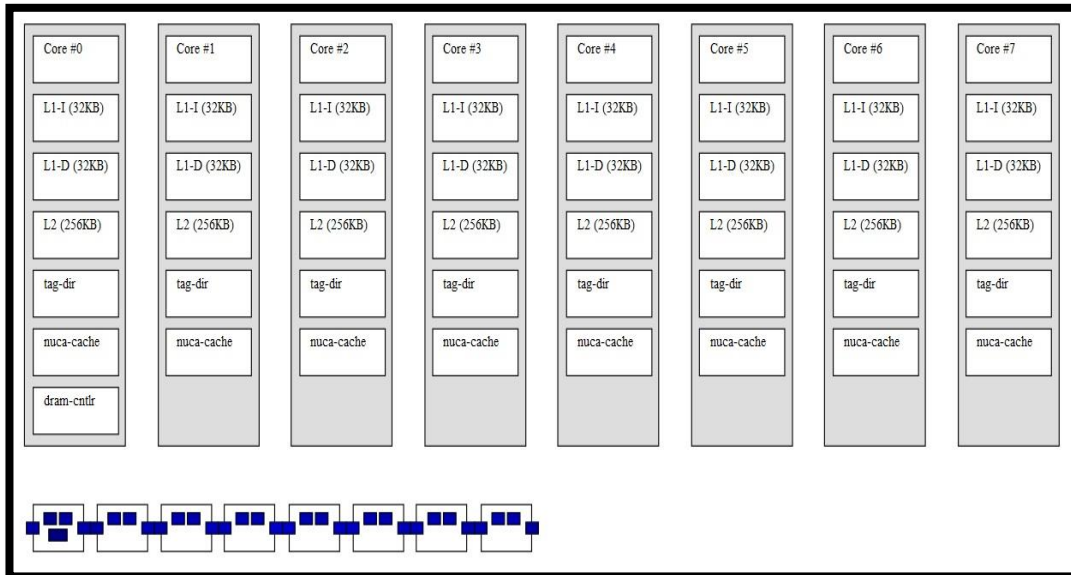 Core #0 Core #1 Core #2 Core #3 Core #4 Core #5 Core #6 Core #7
L1-I (32KB) L1-I (32KB) L1-I (32KB) L1-I (32KB) L1-I (32KB) L1-I (32KB) L1-I (32KB) L1-I (32KB)
L1-D (32KB) L1-D (32KB) L1-D (32KB) L1-D (32KB) L1-D (32KB) L1-D (32KB) L1-D (32KB) L1-D (32KB)
L2 (256KB) L2 (256KB) L2 (256KB) L2 (256KB) L2 (256KB) L2 (256KB) L2 (256KB) L2 (256KB)
tag-dir tag-dir tag-dir tag-dir tag-dir tag-dir tag-dir tag-dir
nuca-cache nuca-cache nuca-cache nuca-cache nuca-cache nuca-cache nuca-cache nuca-cache
dram-cntlr